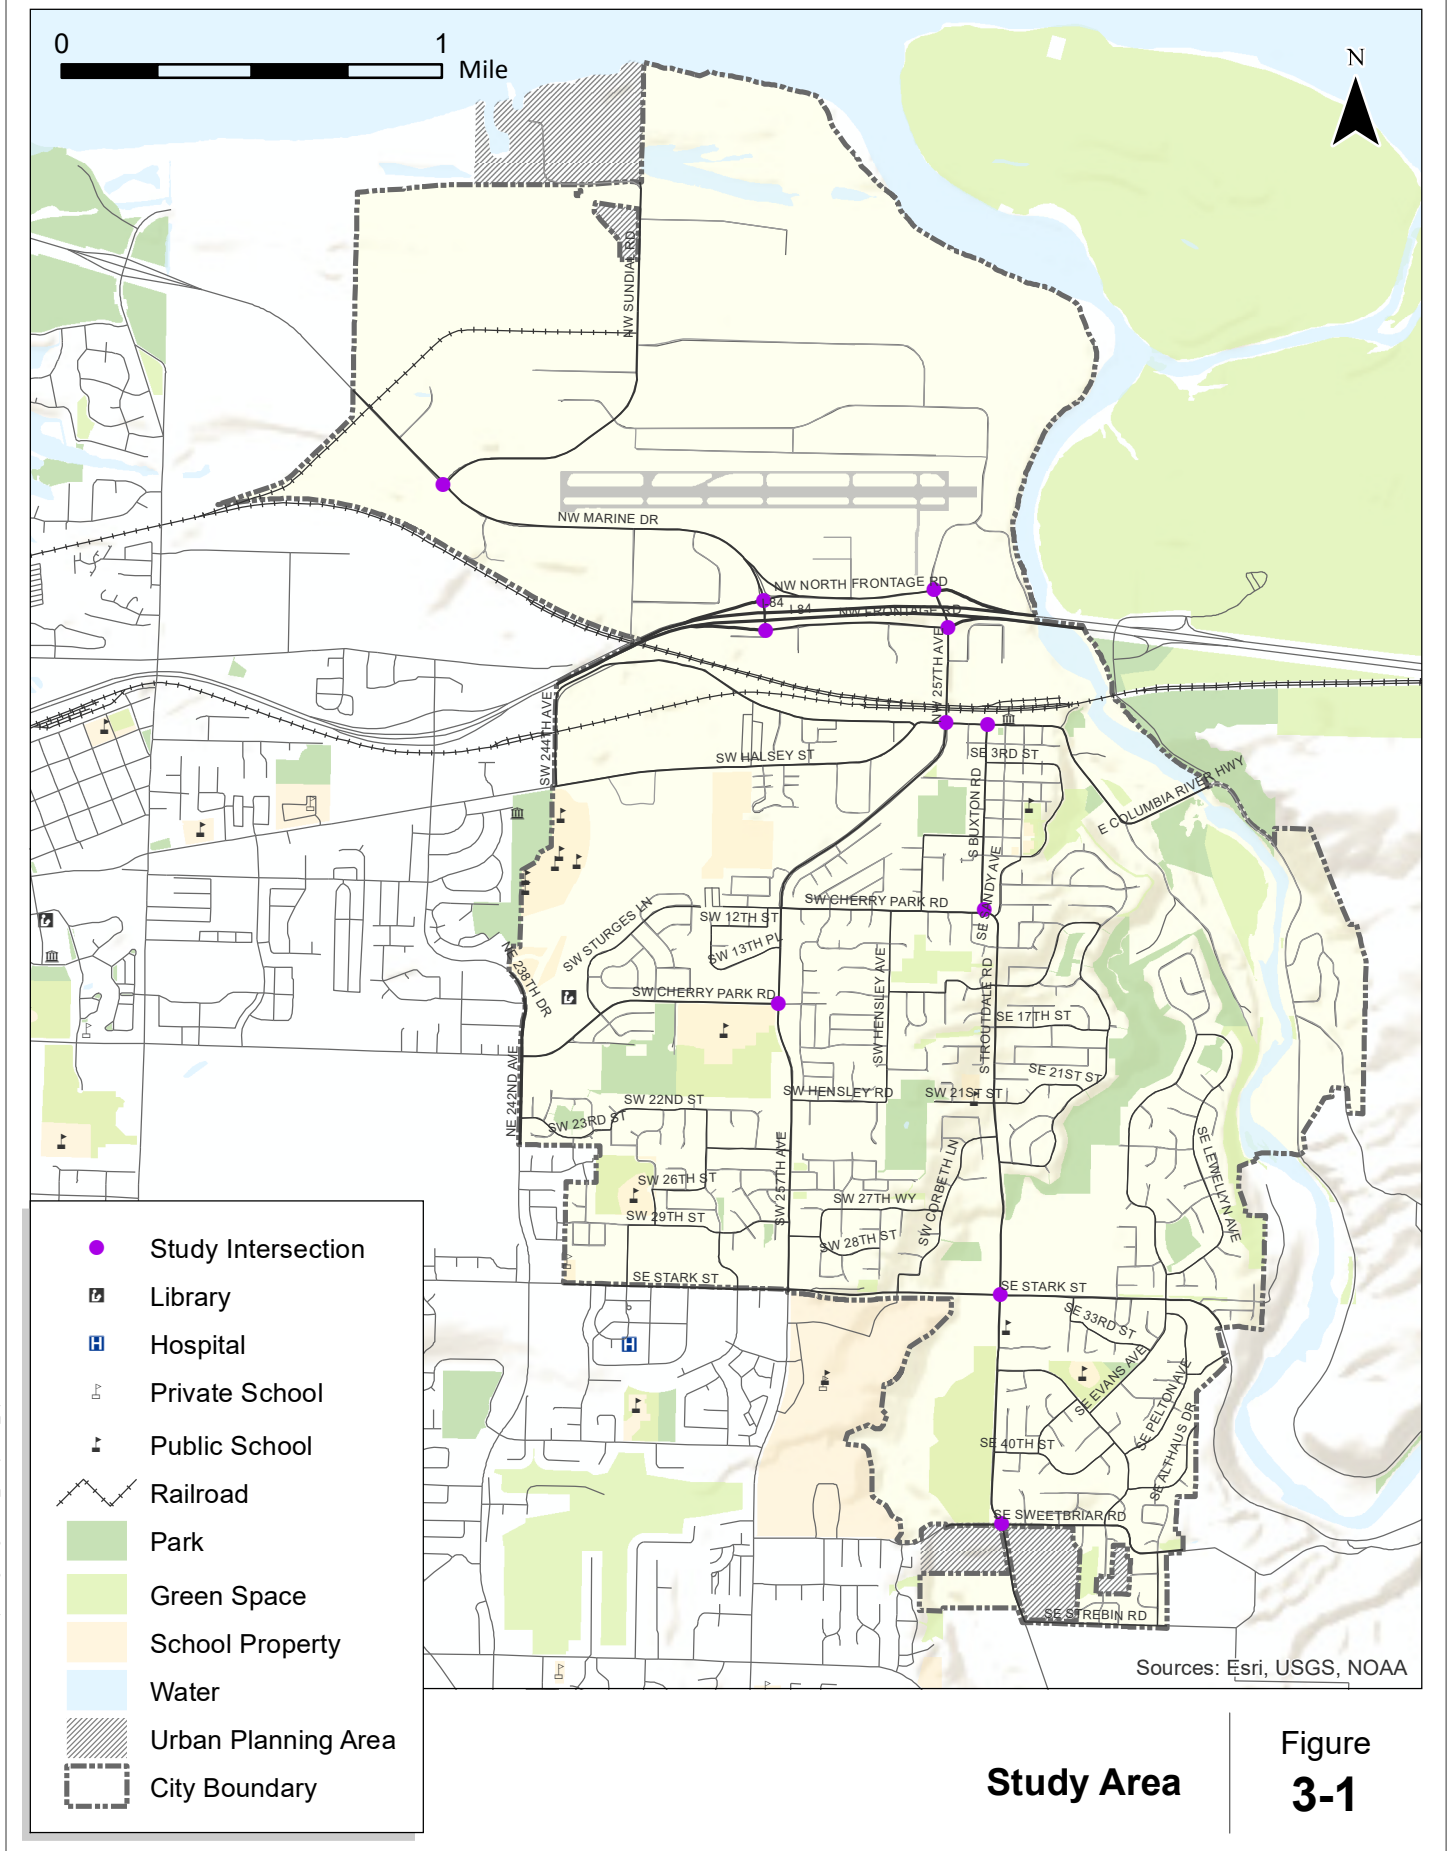 0 1
Mile
N
NW SUNDIAL RD
NW MARINE DR
NW NORTH FRONTAGE RD
I 84
I 84
NW FRONTAGE RD
NW 257TH AVE
SW 244TH AVE
SW HALSEY ST
SE 3RD ST
S BUXTON RD
E COLUMBIA RIVER HWY
SE SANDY AVE
SW CHERRY PARK RD
SW STURGES LN
SW 12TH ST
SW 13TH PL
NE 238TH DR
SW CHERRY PARK RD
SW HENSLEY AVE
S TROUTDALE RD
SE 17TH ST
SE 21ST ST
NE 242ND AVE
SW HENSLEY RD
SW 21ST ST
SW 22ND ST
SW 23RD ST
SW 257TH AVE
SW CORBETH LN
SE LEWELLYN AVE
SW 26TH ST
SW 27TH WY
SW 29TH ST
SW 28TH ST
SE STARK ST
SE STARK ST
SE 33RD ST
SE EVANS AVE
SE PELTON AVE
SE ALTHAUS DR
SE 40TH ST
SE SWEETBRIAR RD
SE STREBIN RD
Sources: Esri, USGS, NOAA
Study Intersection
Library
H Hospital
Private School
Public School
Railroad
Park
Green Space
School Property
Water
Urban Planning Area
City Boundary
Study Area
Figure
3-1